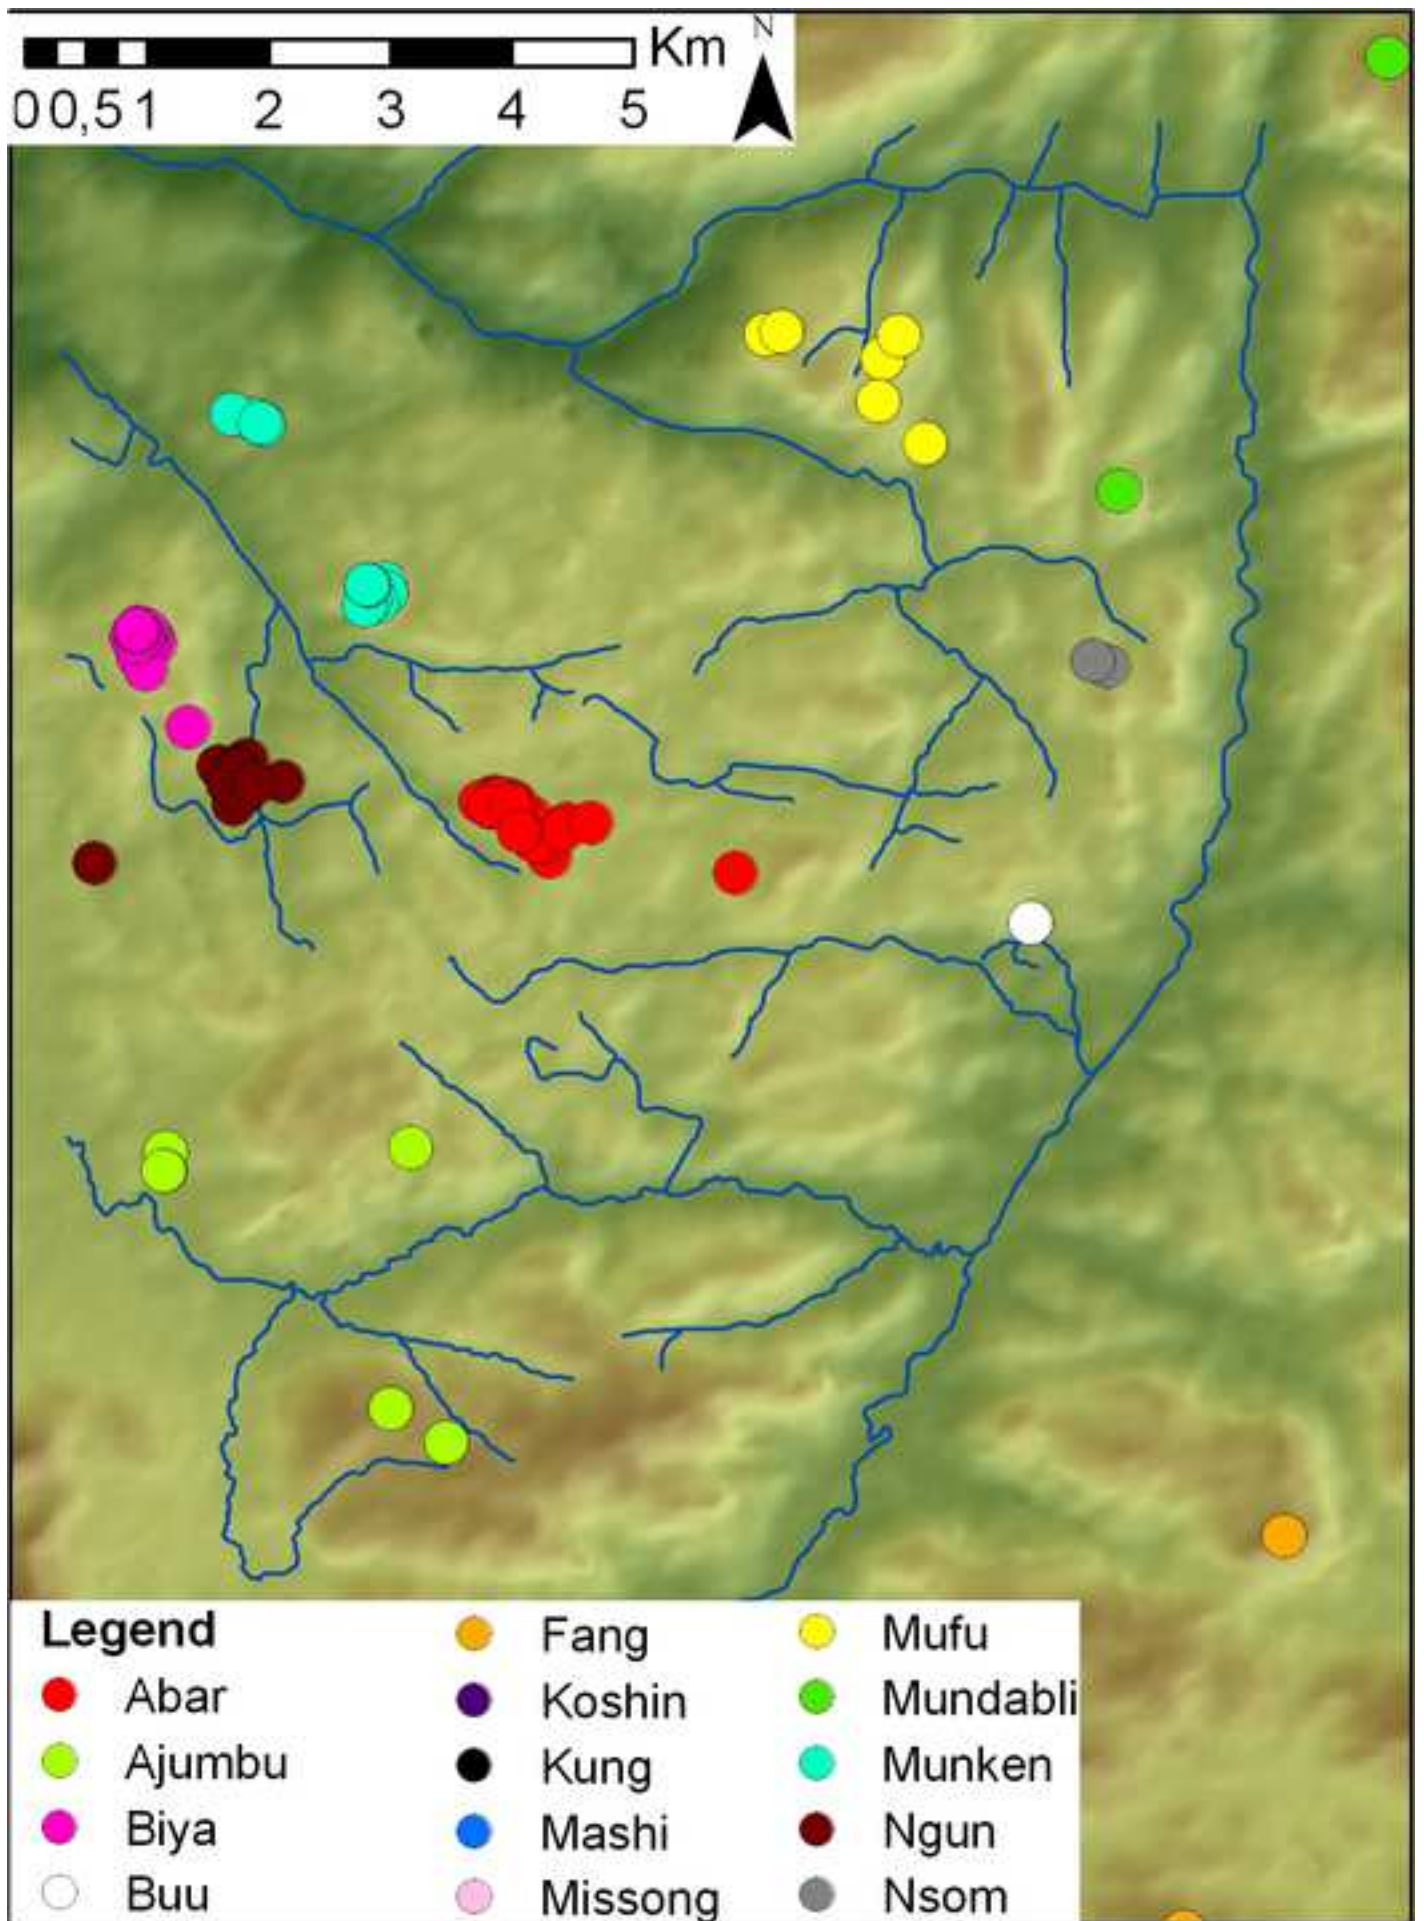 Km
N
0 0,5 1 2 3 4 5
Legend
Abar
Ajumbu
Biya
Buu
Fang
Koshin
Kung
Mashi
Missong
Mufu
Mundabli
Munken
Ngun
Nsom